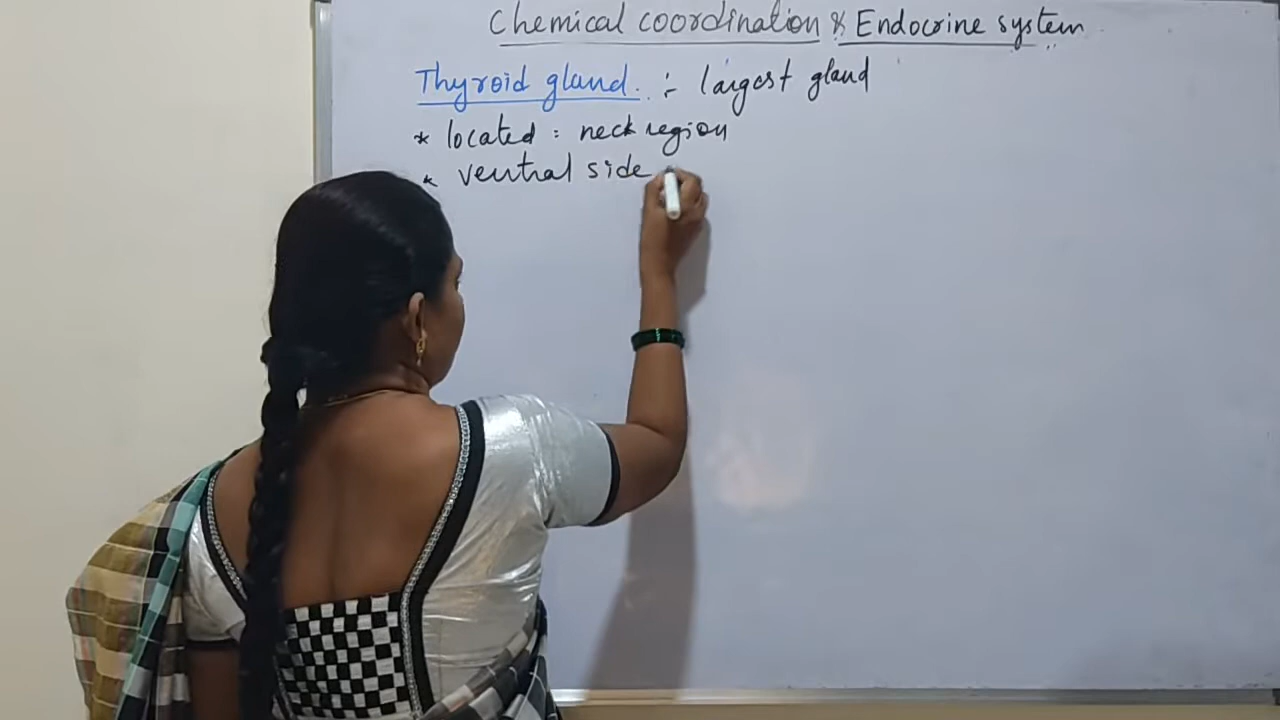 Chemical coordination & Endocrine system
Thyroid gland :- largest gland
* located : neck region
* ventral side